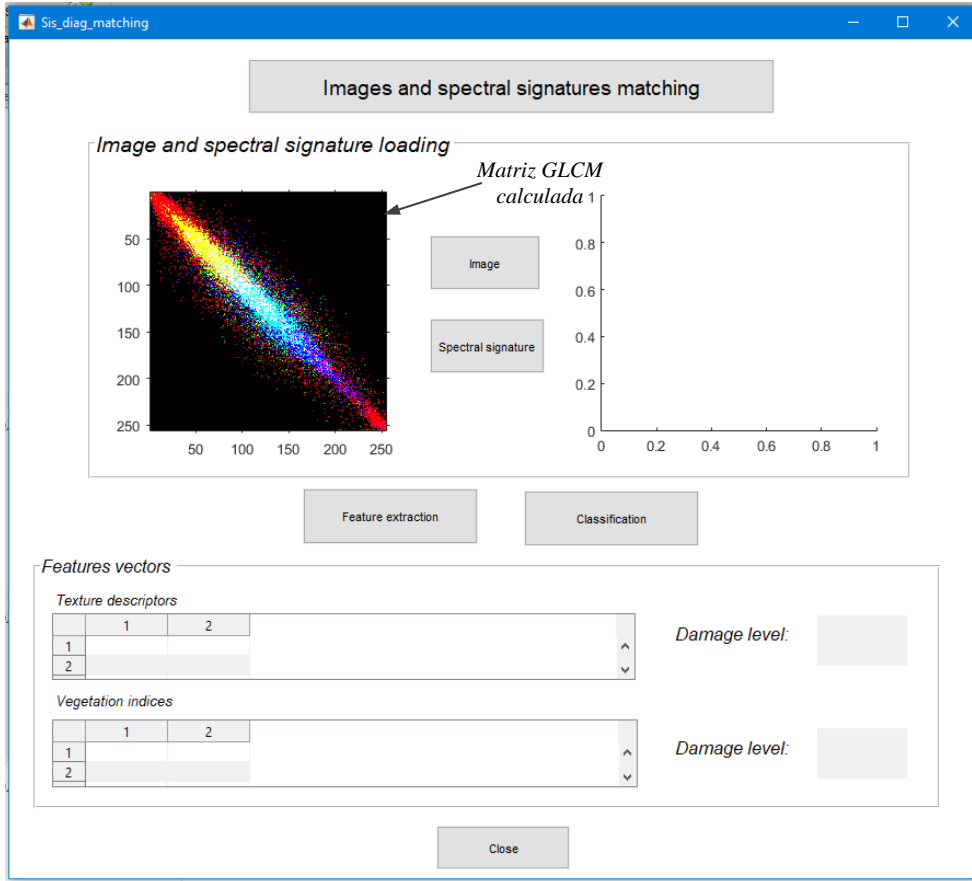 Sis_diag_matching
Images and spectral signatures matching
Image and spectral signature loading
Matriz GLCM
calculada
50
100
150
200
250
50 100 150 200 250
Image
Spectral signature
1
0.8
0.6
0.4
0.2
0
0 0.2 0.4 0.6 0.8 1
Feature extraction
Classification
Features vectors
Texture descriptors
1 2
1
2
Damage level:
Vegetation indices
1 2
1
2
Damage level:
Close